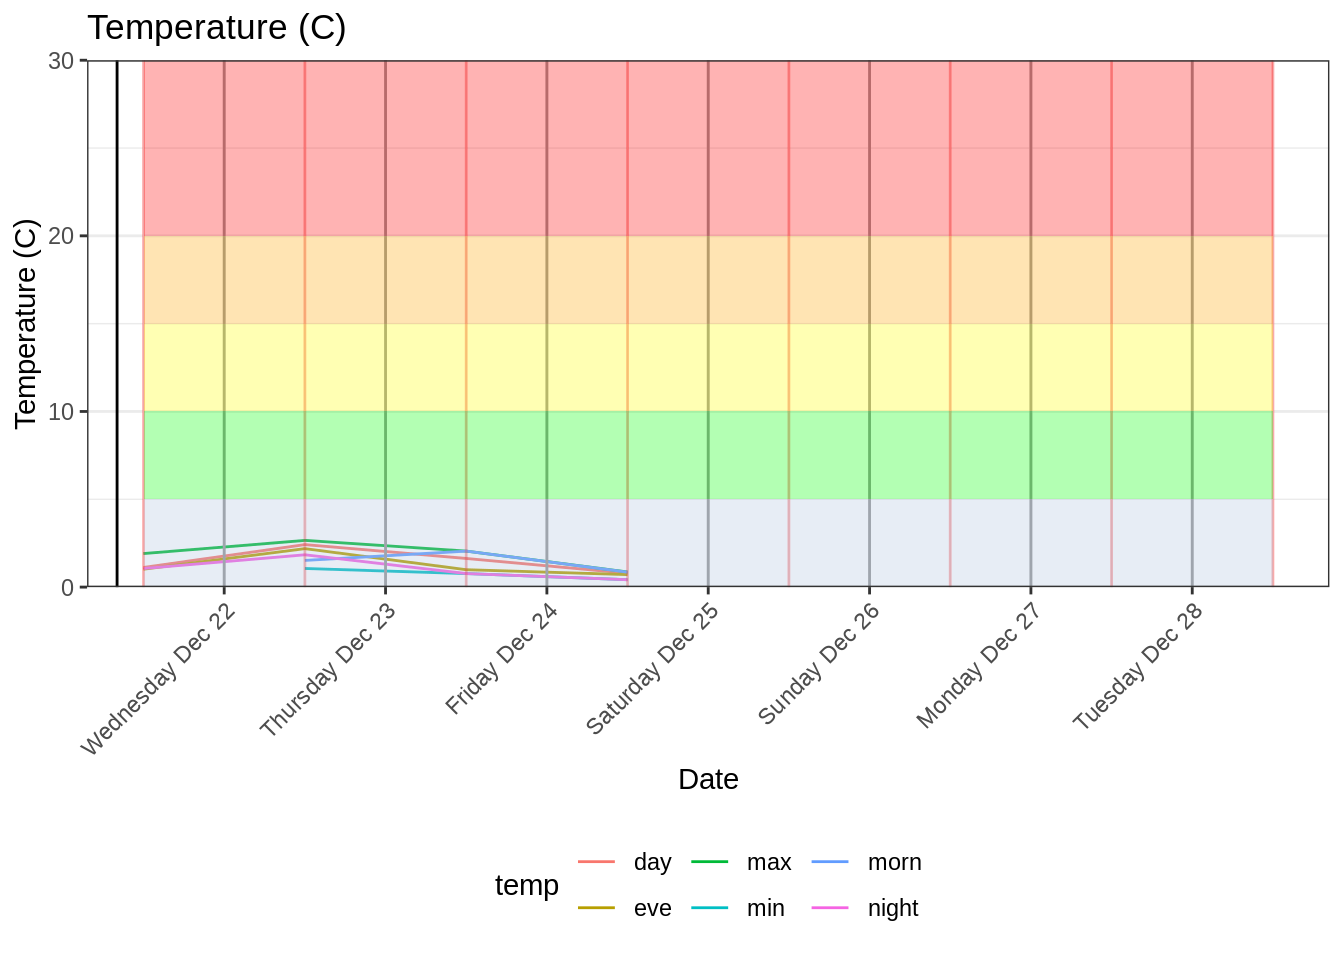 Temperature (C)
Temperature (C)
30
20
10
0
Wednesday Dec 22
Thursday Dec 23
Friday Dec 24
Saturday Dec 25
Sunday Dec 26
Monday Dec 27
Tuesday Dec 28
Date
temp
day
max
morn
eve
min
night